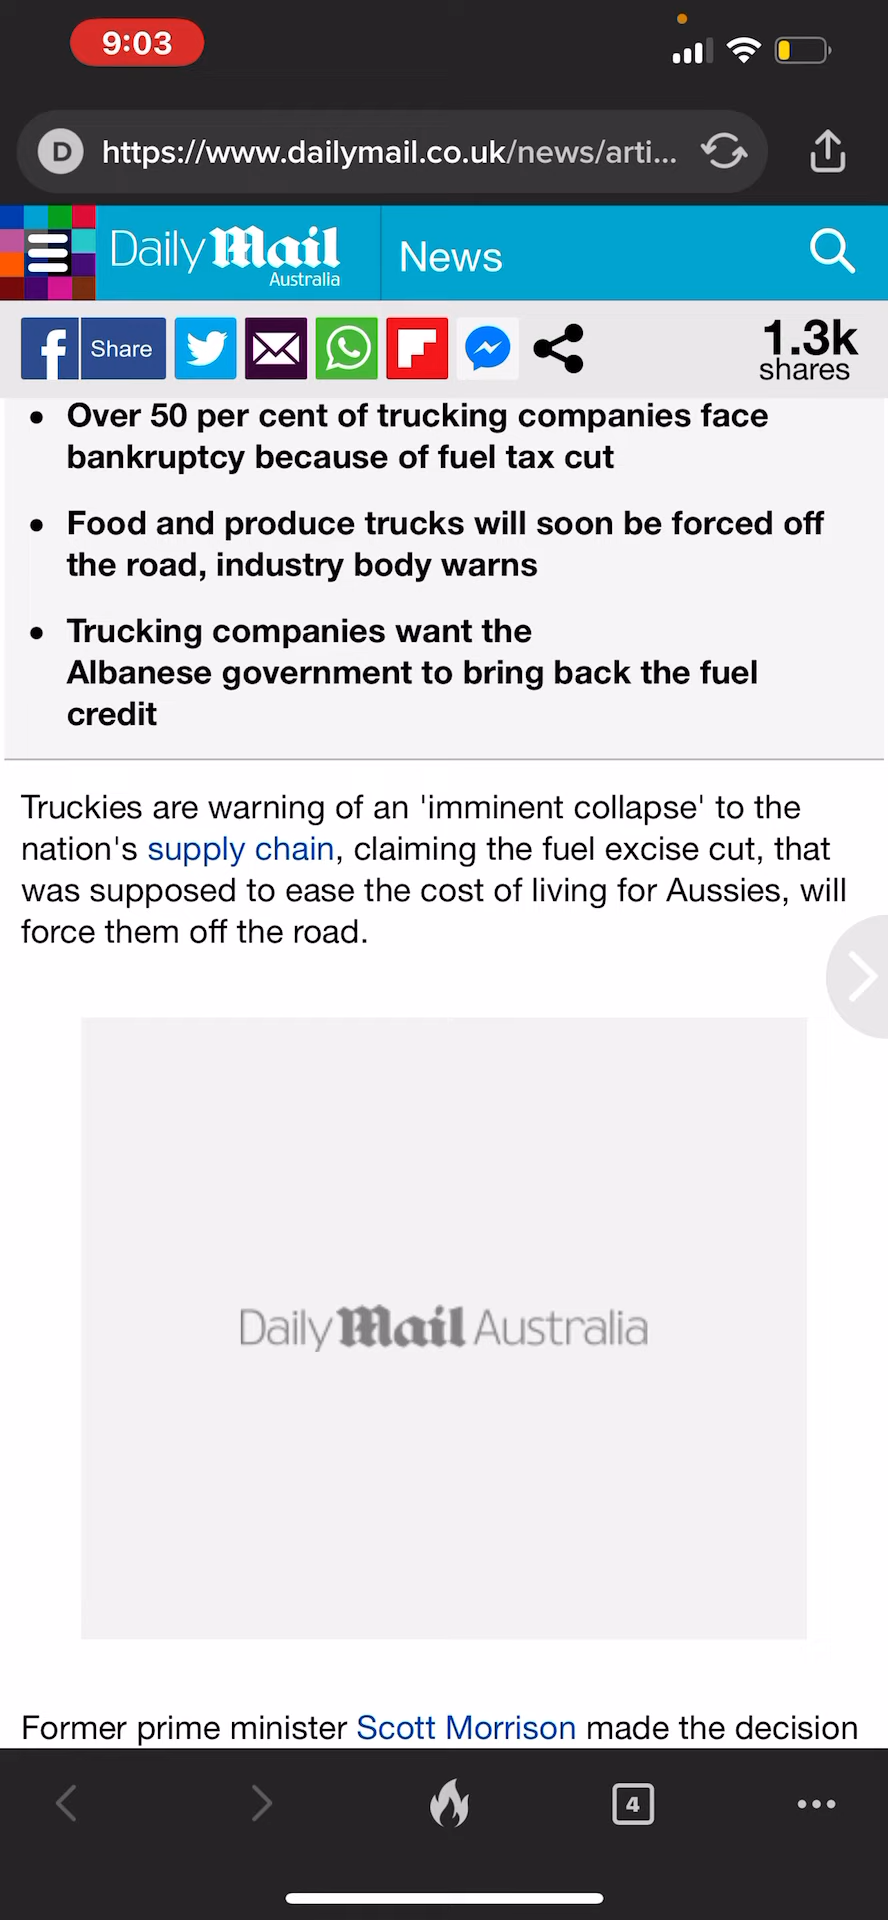 9:03
D https://www.dailymail.co.uk/news/arti...
Daily Mail
Australia
News
Share
1.3k
shares
• Over 50 per cent of trucking companies face
bankruptcy because of fuel tax cut
• Food and produce trucks will soon be forced off
the road, industry body warns
• Trucking companies want the
Albanese government to bring back the fuel
credit
Truckies are warning of an 'imminent collapse' to the
nation's supply chain, claiming the fuel excise cut, that
was supposed to ease the cost of living for Aussies, will
force them off the road.
Daily Mail Australia
Former prime minister Scott Morrison made the decision
4